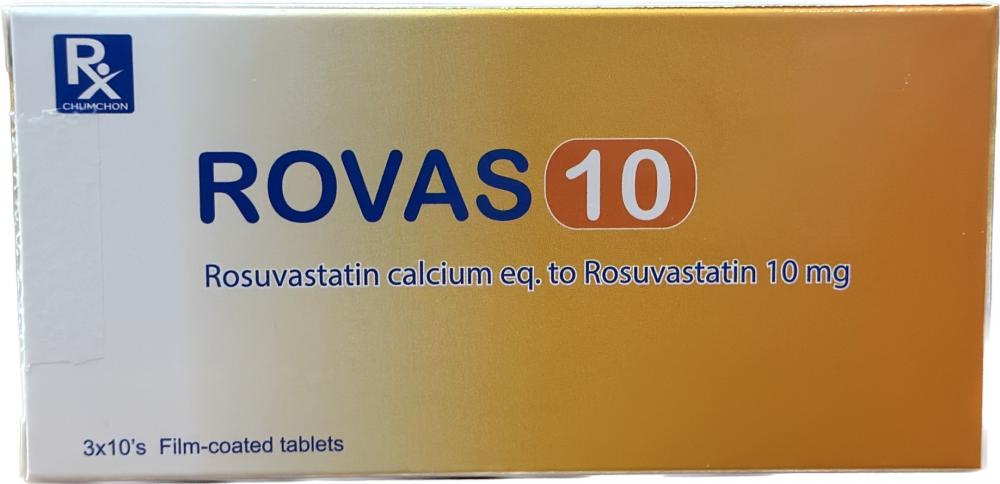 Rx
CHUMCHON
ROVAS 10
Rosuvastatin calcium eq. to Rosuvastatin 10 mg
3x10's Film-coated tablets